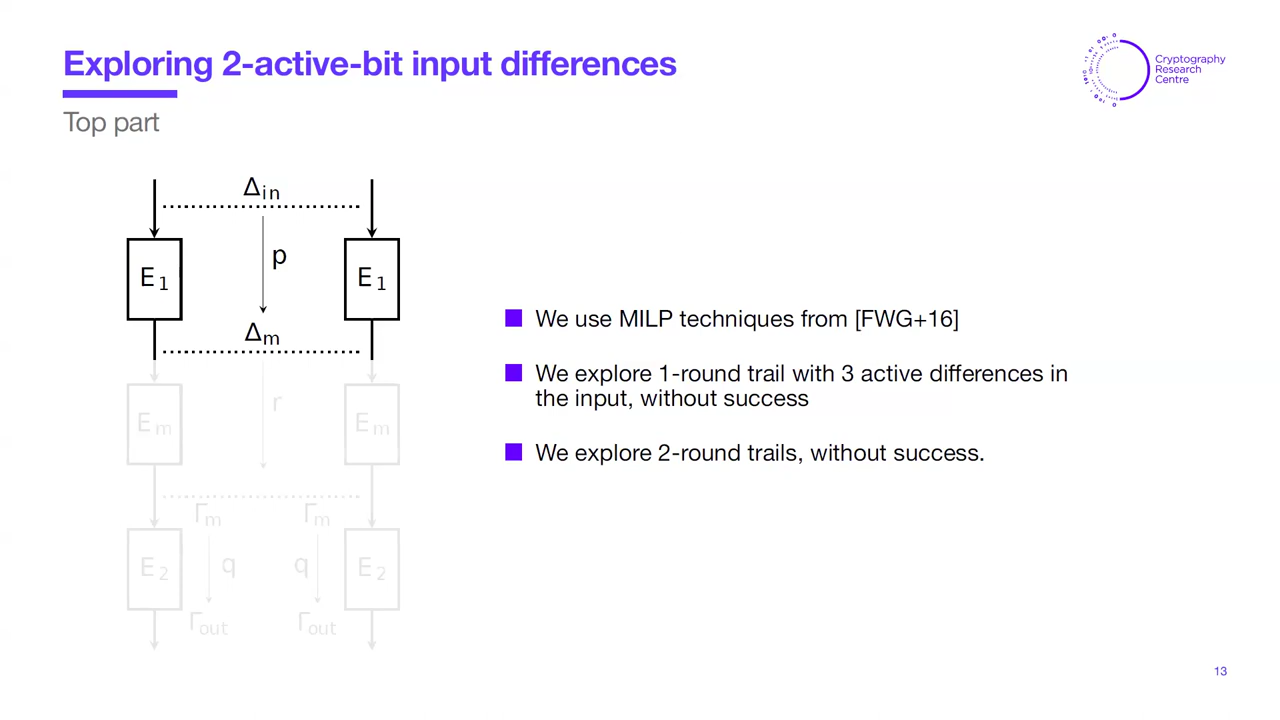 Exploring 2-active-bit input differences
Cryptography
Research
Centre
Top part
Δin
E1
p
E1
Δm
Em
r
Em
Γm
Γm
E2
q
q
E2
Γout
Γout
We use MILP techniques from [FWG+16]
We explore 1-round trail with 3 active differences in
the input, without success
We explore 2-round trails, without success.
13